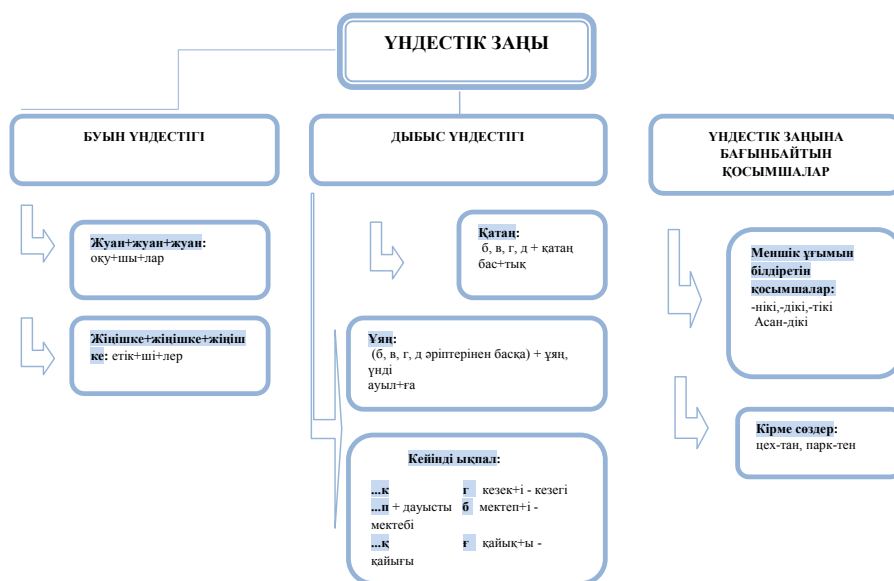 ҮНДЕСТІК ЗАҢЫ
БУЫН ҮНДЕСТІГІ
Жуан+жуан+жуан:
оқу+шы+лар
Жіңішке+жіңішке+жіңіш
ке: етік+ші+лер
ДЫБЫС ҮНДЕСТІГІ
Қатаң:
б, в, г, д + қатаң
бас+тық
Ұяң:
(б, в, г, д әріптерінен басқа) + ұяң,
үнді
ауыл+ға
Кейінді ықпал:
...к г кезек+і - кезегі
...п + дауысты б мектеп+і -
мектебі
...қ ғ қайық+ы -
қайығы
ҮНДЕСТІК ЗАҢЫНА
БАҒЫНБАЙТЫН
ҚОСЫМШАЛАР
Меншік ұғымын
білдіретін
қосымшалар:
-нікі,-дікі,-тікі
Асан-дікі
Кірме сөздер:
цех-тан, парк-тен